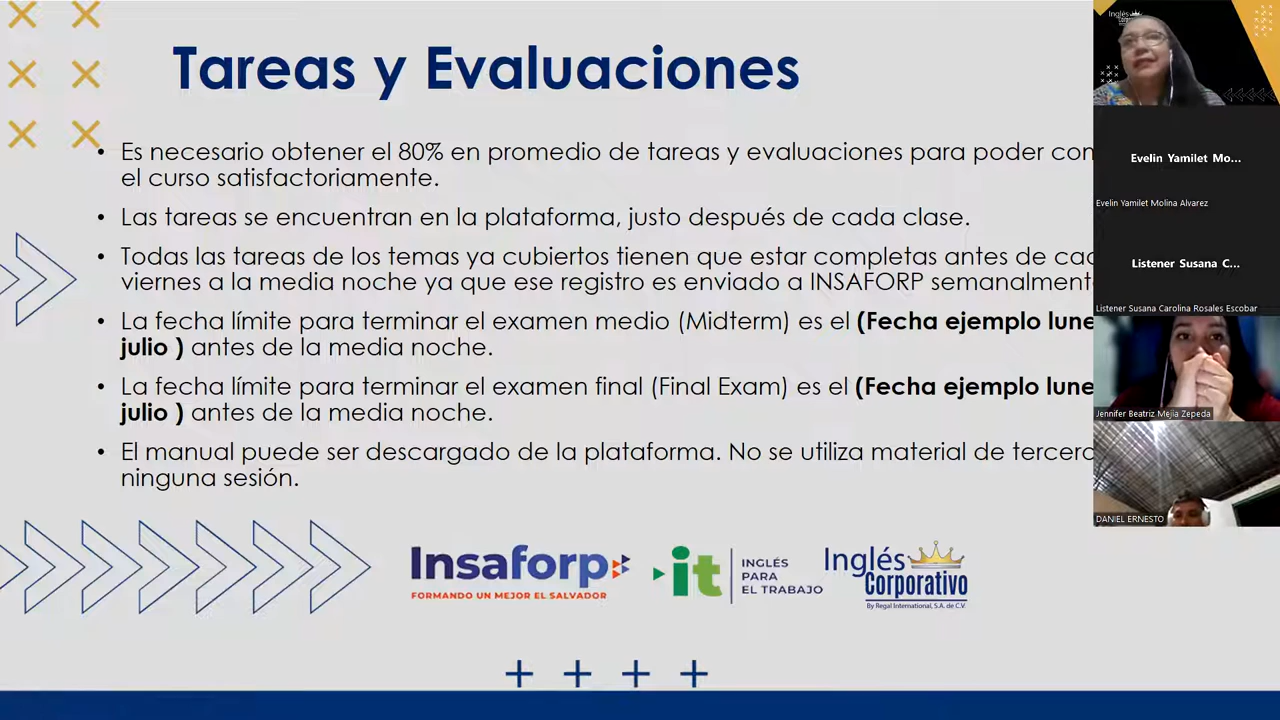 Tareas y Evaluaciones
• Es necesario obtener el 80% en promedio de tareas y evaluaciones para poder
el curso satisfactoriamente.
• Las tareas se encuentran en la plataforma, justo después de cada clase.
• Todas las tareas de los temas ya cubiertos tienen que estar completas antes de
viernes a la media noche ya que ese registro es enviado a INSAFORP
• La fecha límite para terminar el examen medio (Midterm) es el (Fecha ejemplo
julio ) antes de la media noche.
• La fecha límite para terminar el examen final (Final Exam) es el (Fecha ejemplo
julio ) antes de la media noche.
• El manual puede ser descargado de la plataforma. No se utiliza material de
ninguna sesión.
Insaforp
FORMANDO UN MEJOR EL SALVADOR
it
INGLÉS
PARA
EL TRABAJO
Inglés
Corporativo
By Regal International, S.A. de C.V.
Inglés
Evelin Yamilet Mo...
Evelin Yamilet Molina Alvarez
Listener Susana C...
Listener Susana Carolina Rosales Escobar
Jennifer Beatriz Mejia Zepeda
DANIEL ERNESTO